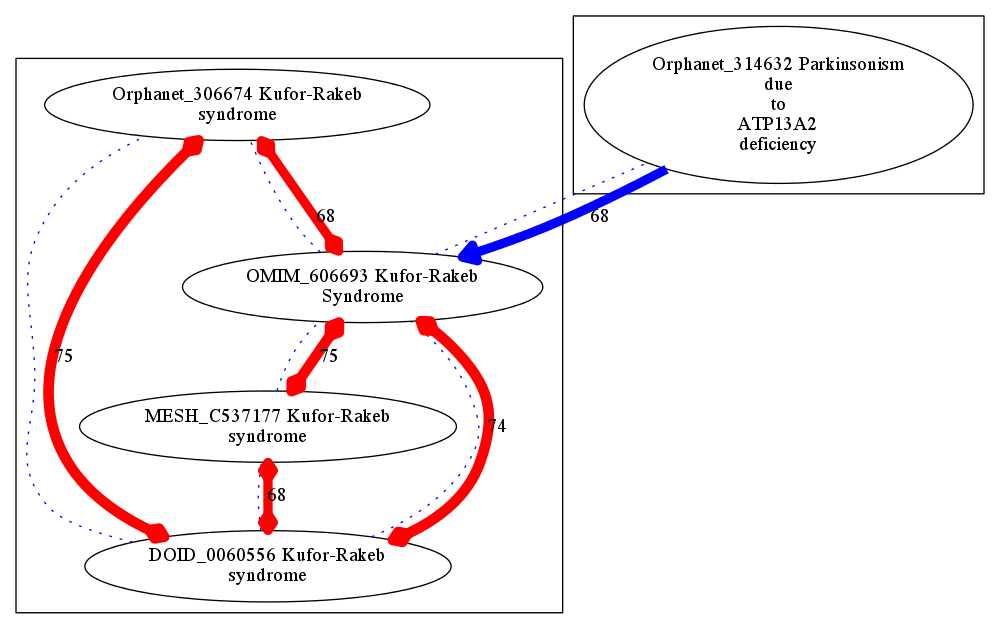 Orphanet_306674 Kufor-Rakeb
syndrome
Orphanet_314632 Parkinsonism
due
to
ATP13A2
deficiency
68
68
OMIM_606693 Kufor-Rakeb
Syndrome
75
75
MESH_C537177 Kufor-Rakeb
syndrome
74
68
DOID_0060556 Kufor-Rakeb
syndrome